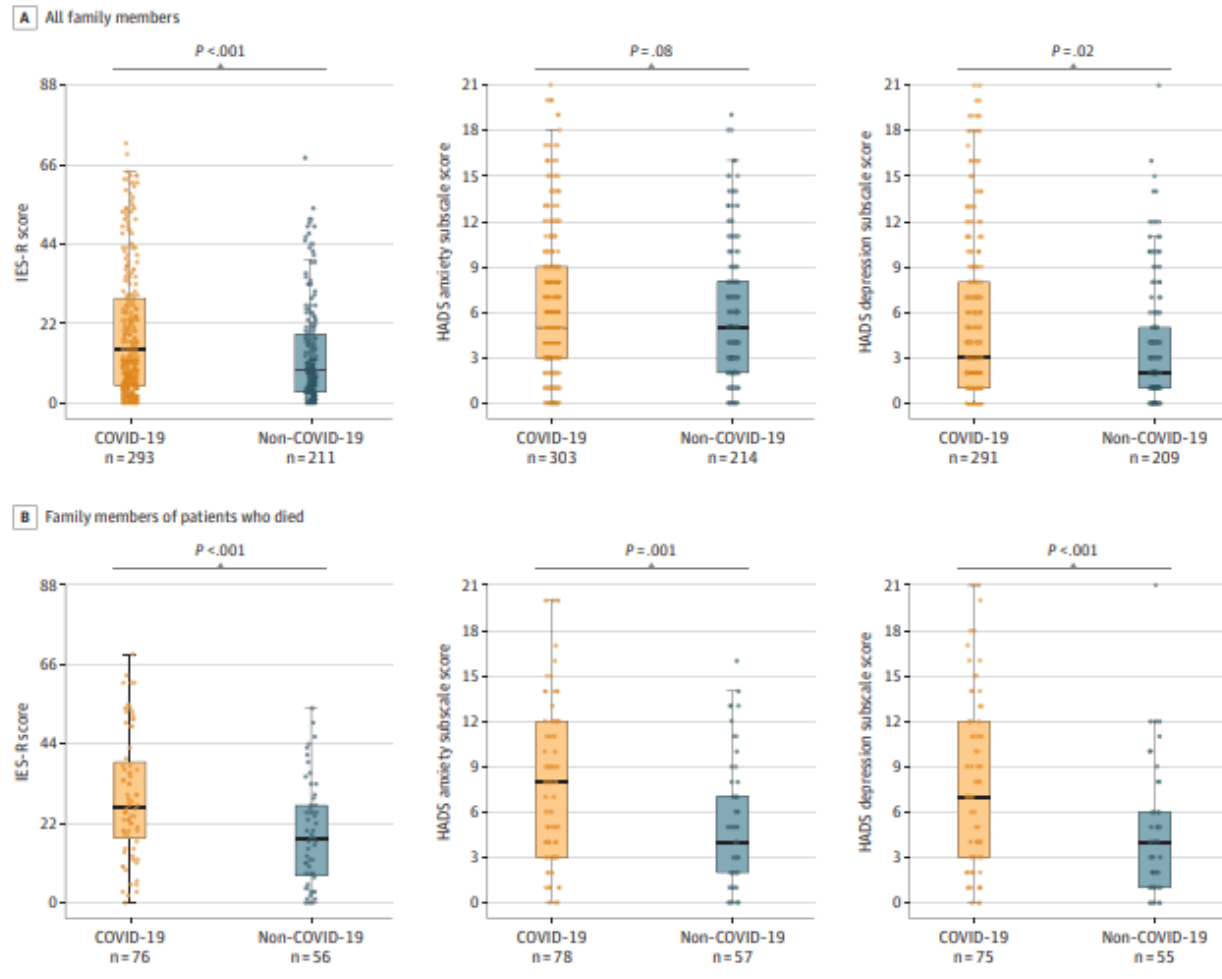 A All family members
P <.001
P = .08
P = .02
IES-R score
88
66
44
22
0
COVID-19 Non-COVID-19
n=293 n=211
HADS anxiety subscale score
21
18
15
12
9
6
3
0
COVID-19 Non-COVID-19
n=303 n=214
HADS depression subscale score
21
18
15
12
9
6
3
0
COVID-19 Non-COVID-19
n=291 n=209
B Family members of patients who died
P <.001
P = .001
P <.001
IES-R score
88
66
44
22
0
COVID-19 Non-COVID-19
n=76 n=56
HADS anxiety subscale score
21
18
15
12
9
6
3
0
COVID-19 Non-COVID-19
n=78 n=57
HADS depression subscale score
21
18
15
12
9
6
3
0
COVID-19 Non-COVID-19
n=75 n=55